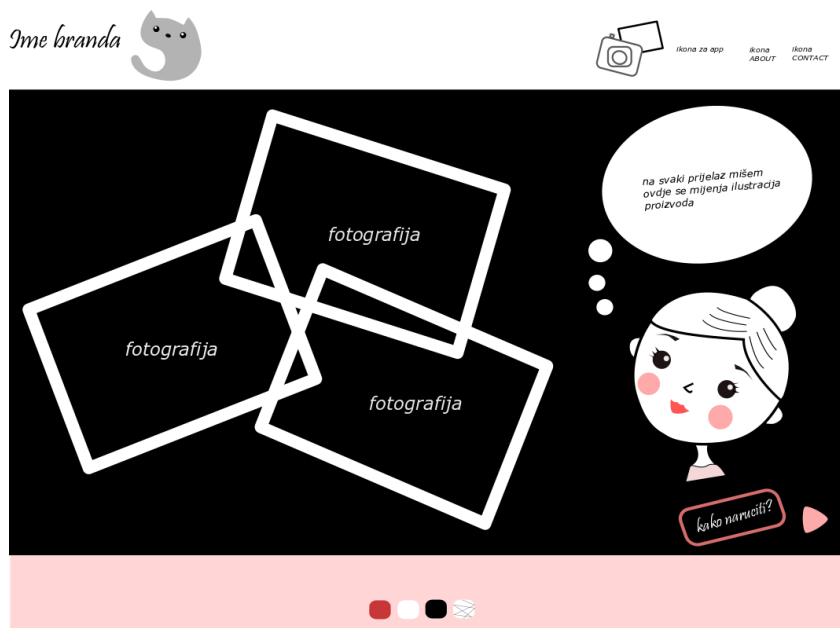 Ime branda
Ikona za app
Ikona
ABOUT
Ikona
CONTACT
fotografija
na svaki prijelaz mišem
ovdje se mijenja ilustracija
proizvoda
fotografija
fotografija
kako naruciti?